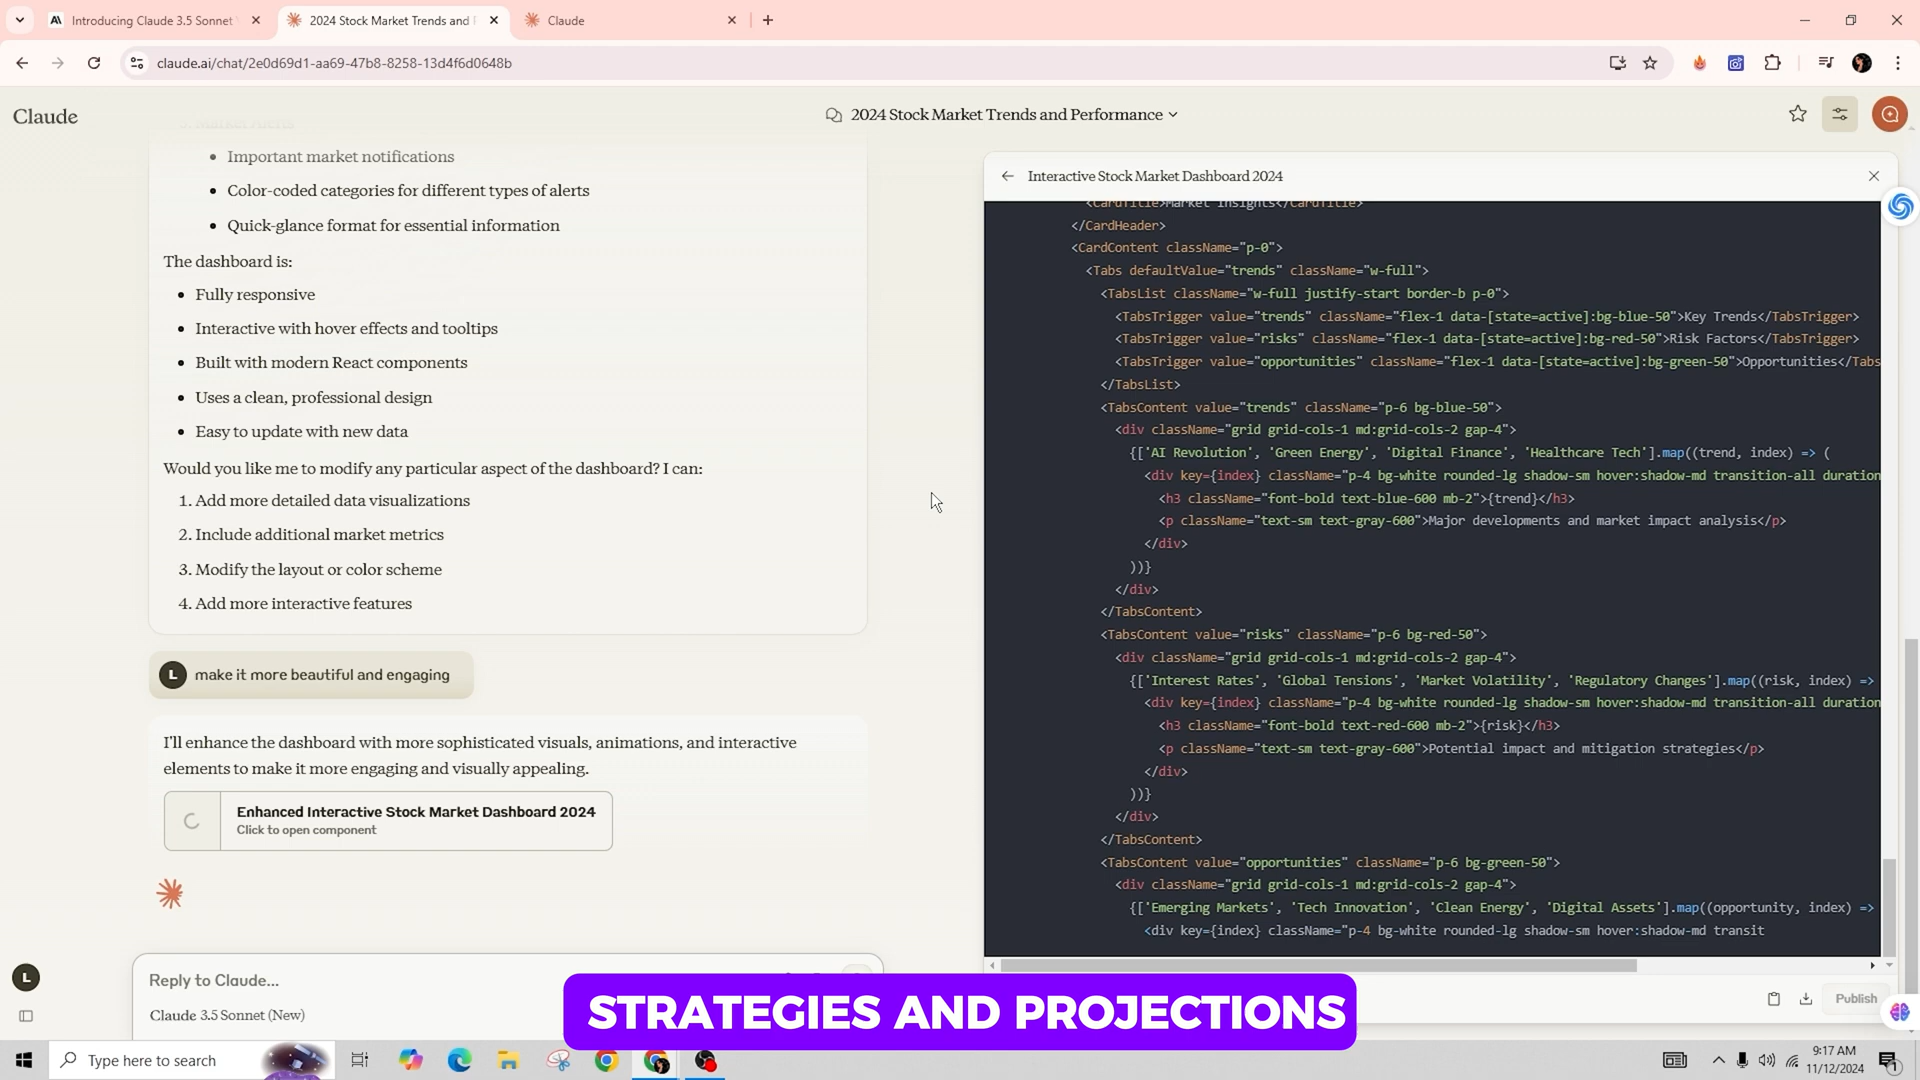 Introducing Claude 3.5 Sonnet
2024 Stock Market Trends and P
Claude
claude.ai/chat/2e0d69d1-aa69-47b8-8258-13d4f6d0648b
Claude
2024 Stock Market Trends and Performance
Important market notifications
Color-coded categories for different types of alerts
Quick-glance format for essential information
The dashboard is:
Fully responsive
Interactive with hover effects and tooltips
Built with modern React components
Uses a clean, professional design
Easy to update with new data
Would you like me to modify any particular aspect of the dashboard? I can:
1. Add more detailed data visualizations
2. Include additional market metrics
3. Modify the layout or color scheme
4. Add more interactive features
L make it more beautiful and engaging
I'll enhance the dashboard with more sophisticated visuals, animations, and interactive
elements to make it more engaging and visually appealing.
Enhanced Interactive Stock Market Dashboard 2024
Click to open component
Reply to Claude...
Claude 3.5 Sonnet (New)
L
Interactive Stock Market Dashboard 2024
<CardTitle>Market Insights</CardTitle>
</CardHeader>
<CardContent className="p-0">
<Tabs defaultValue="trends" className="w-full">
<TabsList className="w-full justify-start border-b p-0">
<TabsTrigger value="trends" className="flex-1 data-[state=active]:bg-blue-50">Key Trends</TabsTrigger>
<TabsTrigger value="risks" className="flex-1 data-[state=active]:bg-red-50">Risk Factors</TabsTrigger>
<TabsTrigger value="opportunities" className="flex-1 data-[state=active]:bg-green-50">Opportunities</Tabs
</TabsList>
<TabsContent value="trends" className="p-6 bg-blue-50">
<div className="grid grid-cols-1 md:grid-cols-2 gap-4">
{['AI Revolution', 'Green Energy', 'Digital Finance', 'Healthcare Tech'].map((trend, index) => (
<div key={index} className="p-4 bg-white rounded-lg shadow-sm hover:shadow-md transition-all duration
<h3 className="font-bold text-blue-600 mb-2">{trend}</h3>
<p className="text-sm text-gray-600">Major developments and market impact analysis</p>
</div>
))}
</div>
</TabsContent>
<TabsContent value="risks" className="p-6 bg-red-50">
<div className="grid grid-cols-1 md:grid-cols-2 gap-4">
{['Interest Rates', 'Global Tensions', 'Market Volatility', 'Regulatory Changes'].map((risk, index) =>
<div key={index} className="p-4 bg-white rounded-lg shadow-sm hover:shadow-md transition-all duration
<h3 className="font-bold text-red-600 mb-2">{risk}</h3>
<p className="text-sm text-gray-600">Potential impact and mitigation strategies</p>
</div>
))}
</div>
</TabsContent>
<TabsContent value="opportunities" className="p-6 bg-green-50">
<div className="grid grid-cols-1 md:grid-cols-2 gap-4">
{['Emerging Markets', 'Tech Innovation', 'Clean Energy', 'Digital Assets'].map((opportunity, index) =>
<div key={index} className="p-4 bg-white rounded-lg shadow-sm hover:shadow-md transit
Publish
STRATEGIES AND PROJECTIONS
Type here to search
9:17 AM
11/12/2024
1